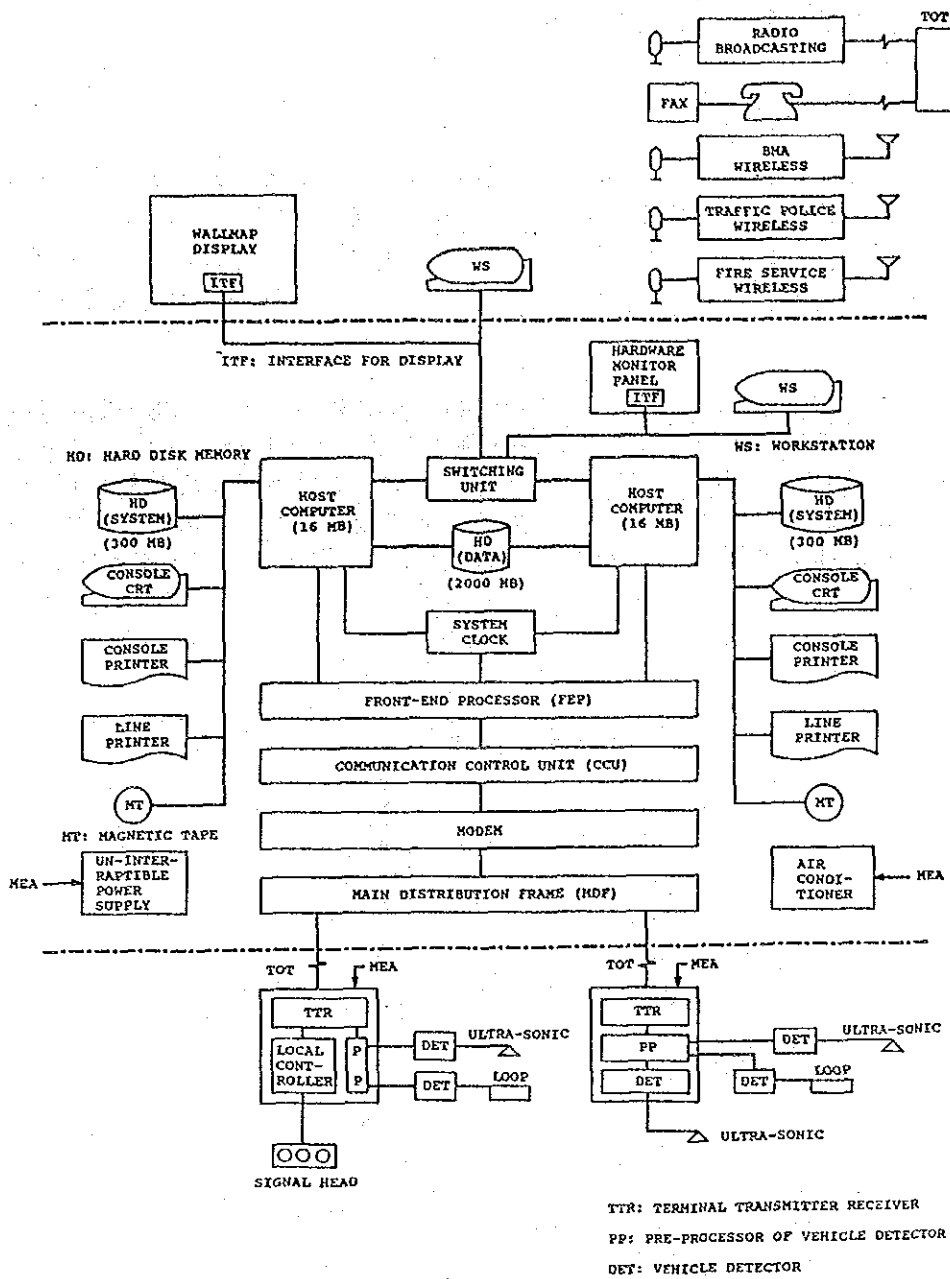 TOT
RADIO
BROADCASTING
FAX
BMA
WIRELESS
TRAFFIC POLICE
WIRELESS
FIRE SERVICE
WIRELESS
WALLMAP
DISPLAY
ITF
WS
ITF: INTERFACE FOR DISPLAY
HARDWARE
MONITOR
PANEL
ITF
WS
WS: WORKSTATION
HD: HARD DISK MEMORY
HD
(SYSTEM)
(300 MB)
CONSOLE
CRT
CONSOLE
PRINTER
LINE
PRINTER
MT
MT: MAGNETIC TAPE
HOST
COMPUTER
(16 MB)
SWITCHING
UNIT
HD
(DATA)
(2000 MB)
SYSTEM
CLOCK
HOST
COMPUTER
(16 MB)
HD
(SYSTEM)
(300 MB)
CONSOLE
CRT
CONSOLE
PRINTER
LINE
PRINTER
MT
FRONT-END PROCESSOR (FEP)
COMMUNICATION CONTROL UNIT (CCU)
MODEM
MAIN DISTRIBUTION FRAME (MDF)
MEA
UN-INTER-
RAPTIBLE
POWER
SUPPLY
AIR
CONDI-
TIONER
MEA
TOT
MEA
TTR
LOCAL
CONT-
ROLLER
P
P
DET
ULTRA-SONIC
DET
LOOP
SIGNAL HEAD
TOT
MEA
TTR
PP
DET
DET
ULTRA-SONIC
DET
LOOP
ULTRA-SONIC
TTR: TERMINAL TRANSMITTER RECEIVER
PP: PRE-PROCESSOR OF VEHICLE DETECTOR
DET: VEHICLE DETECTOR